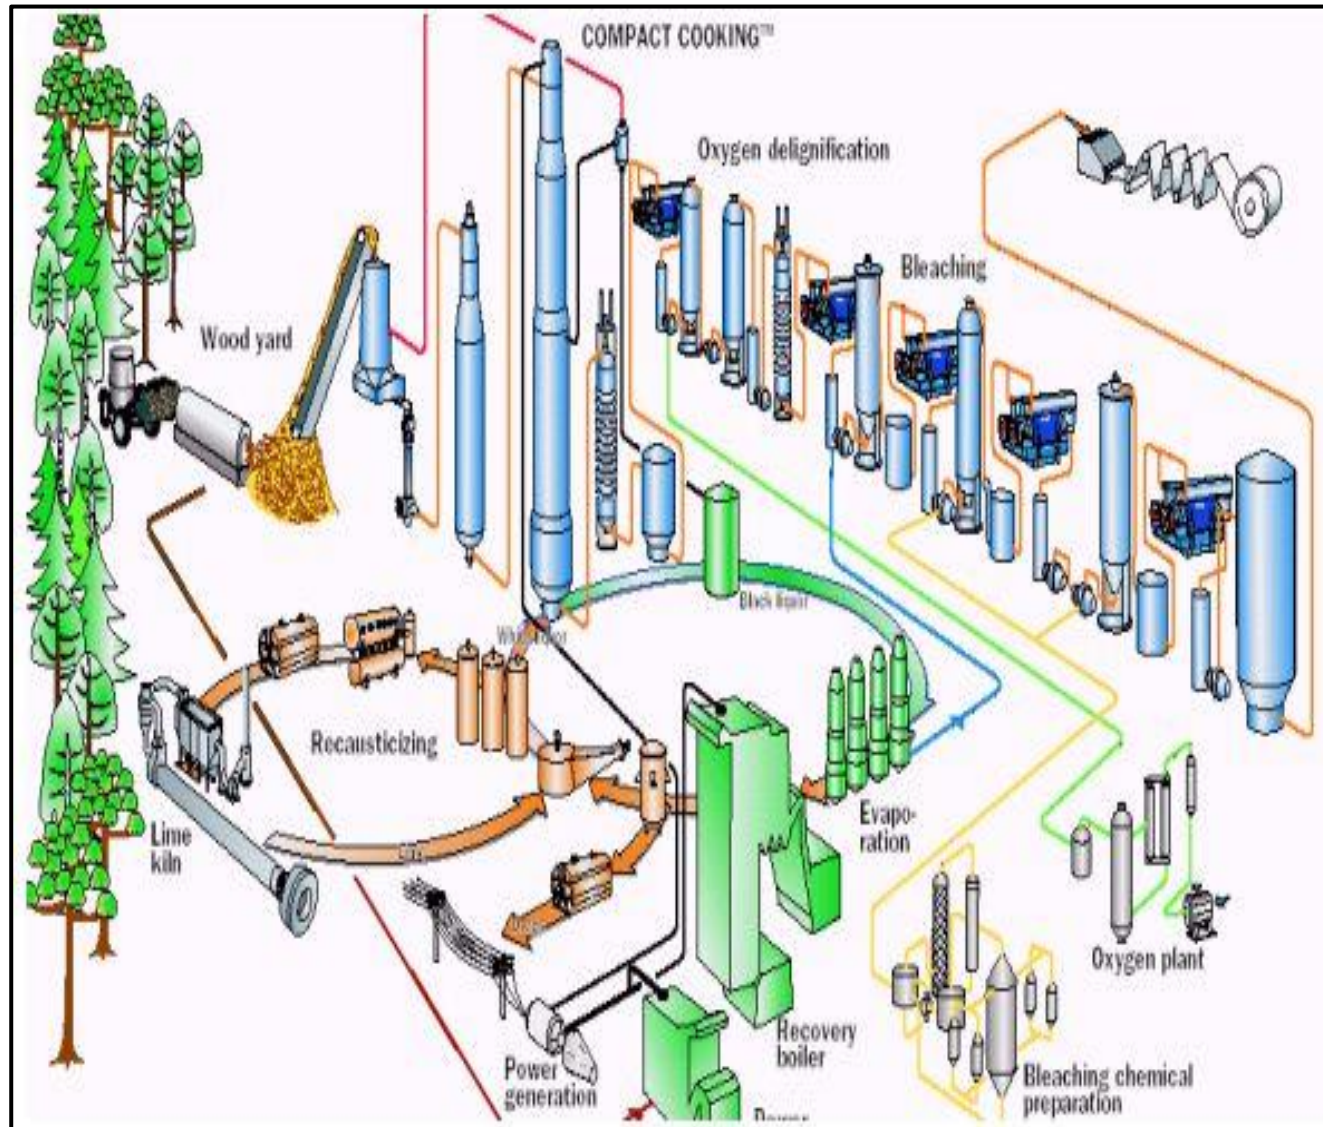 COMPACT COOKING™
Oxygen delignification
Bleaching
Wood yard
Black liquor
Recausticizing
Lime
kiln
Evapo-
ration
Power
generation
Recovery
boiler
Oxygen plant
Bleaching chemical
preparation